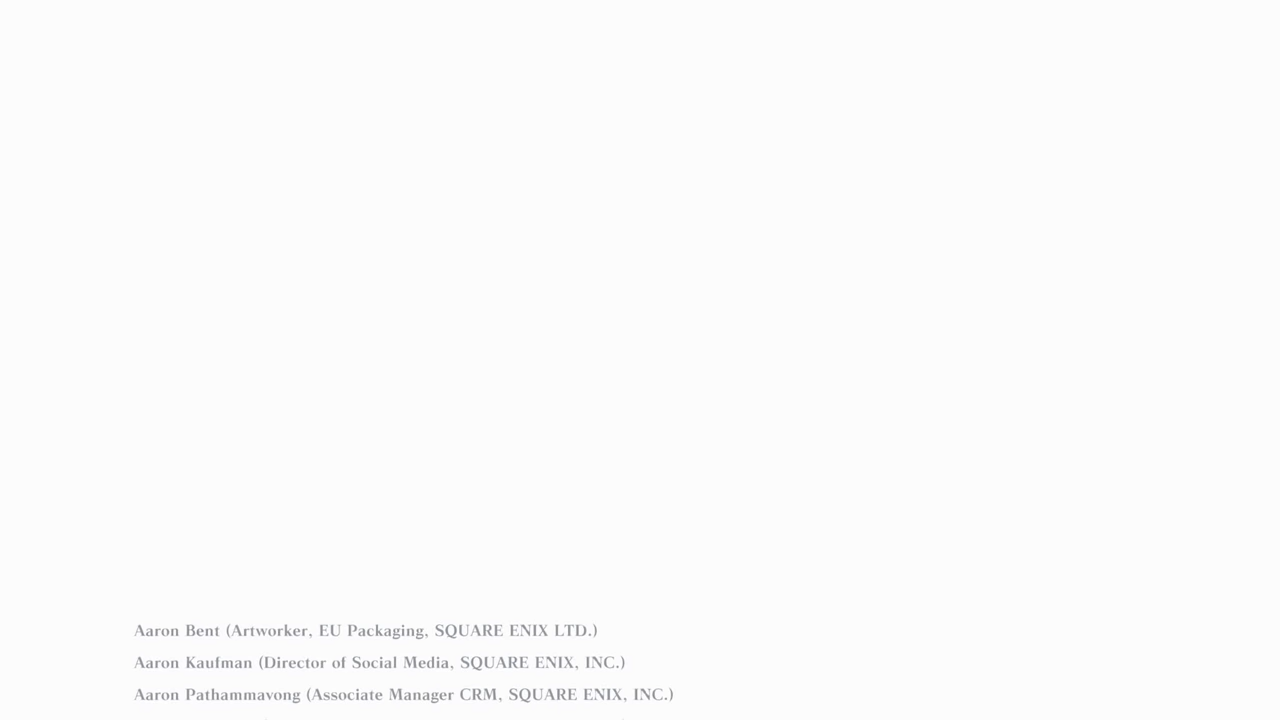 Aaron Bent (Artworker, EU Packaging, SQUARE ENIX LTD.)
Aaron Kaufman (Director of Social Media, SQUARE ENIX, INC.)
Aaron Pathammavong (Associate Manager CRM, SQUARE ENIX, INC.)